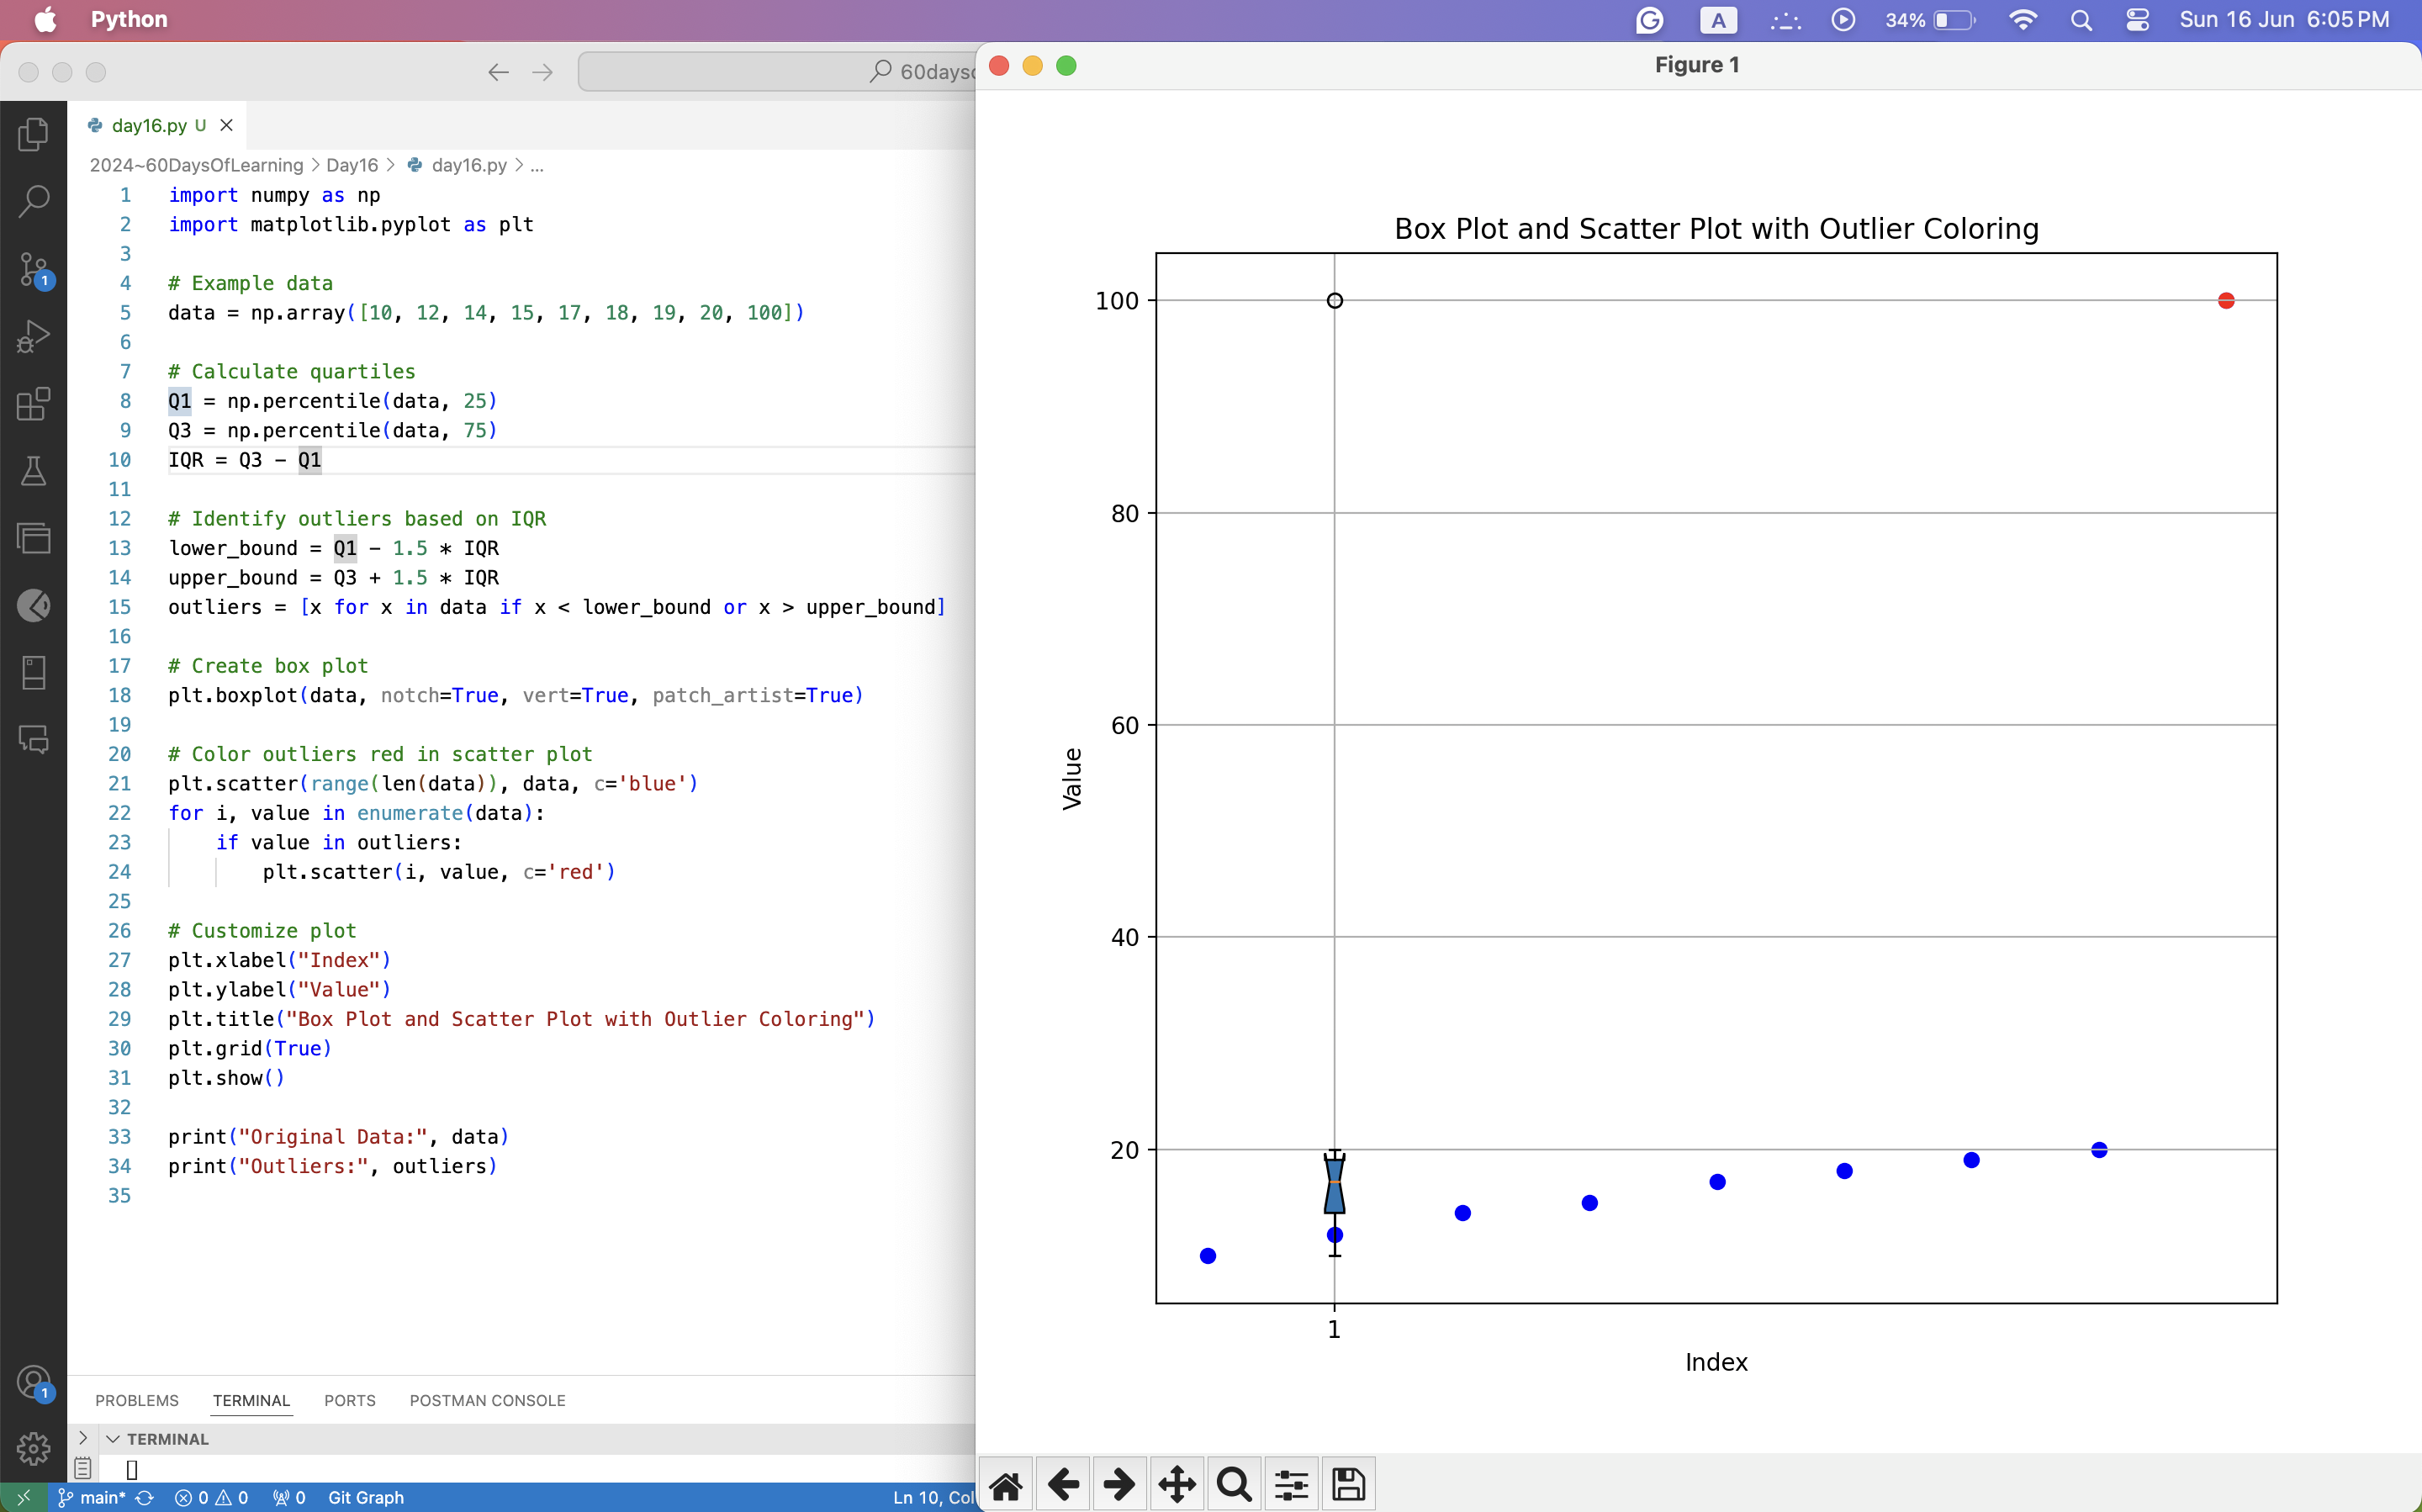 Python
A
34%
Sun 16 Jun 6:05 PM
60daysc
Figure 1
day16.py U
2024~60DaysOfLearning > Day16 > day16.py > ...
1 import numpy as np
2 import matplotlib.pyplot as plt
3
4 # Example data
5 data = np.array([10, 12, 14, 15, 17, 18, 19, 20, 100])
6
7 # Calculate quartiles
8 Q1 = np.percentile(data, 25)
9 Q3 = np.percentile(data, 75)
10 IQR = Q3 - Q1
11
12 # Identify outliers based on IQR
13 lower_bound = Q1 - 1.5 * IQR
14 upper_bound = Q3 + 1.5 * IQR
15 outliers = [x for x in data if x < lower_bound or x > upper_bound]
16
17 # Create box plot
18 plt.boxplot(data, notch=True, vert=True, patch_artist=True)
19
20 # Color outliers red in scatter plot
21 plt.scatter(range(len(data)), data, c='blue')
22 for i, value in enumerate(data):
23 if value in outliers:
24 plt.scatter(i, value, c='red')
25
26 # Customize plot
27 plt.xlabel("Index")
28 plt.ylabel("Value")
29 plt.title("Box Plot and Scatter Plot with Outlier Coloring")
30 plt.grid(True)
31 plt.show()
32
33 print("Original Data:", data)
34 print("Outliers:", outliers)
35
1
1
PROBLEMS TERMINAL PORTS POSTMAN CONSOLE
TERMINAL
main* 0 0 0 Git Graph Ln 10, Col
Box Plot and Scatter Plot with Outlier Coloring
100
80
60
40
20
Value
1
Index